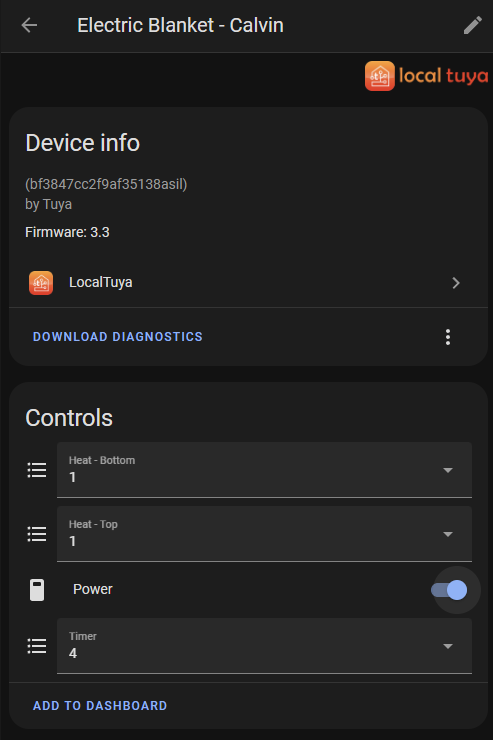 Electric Blanket - Calvin
local tuya
Device info
(bf3847cc2f9af35138asil)
by Tuya
Firmware: 3.3
LocalTuya
DOWNLOAD DIAGNOSTICS
Controls
Heat - Bottom
1
Heat - Top
1
Power
Timer
4
ADD TO DASHBOARD